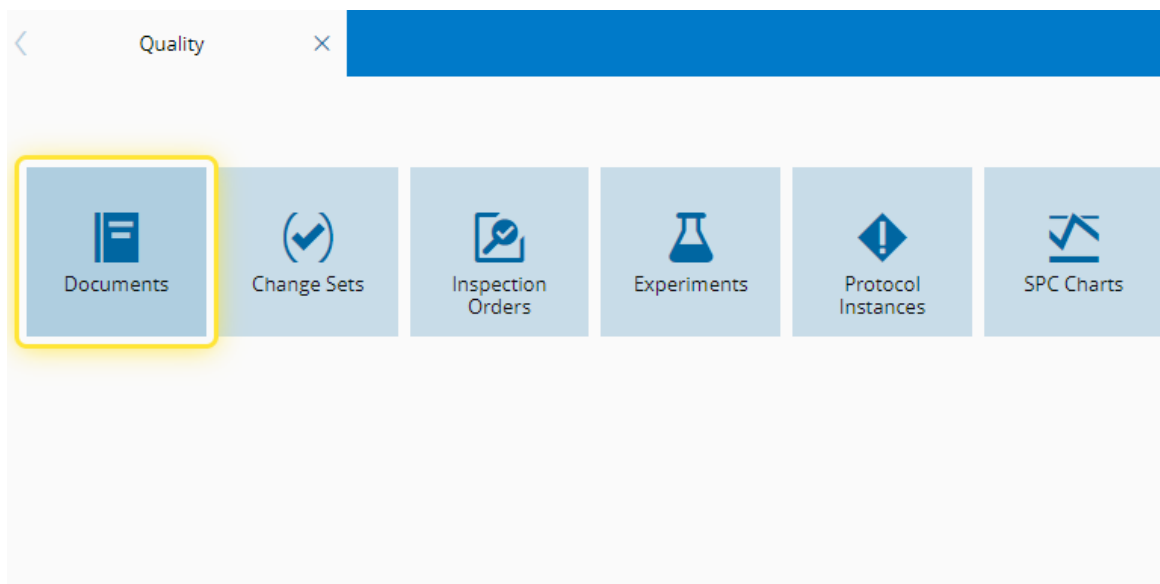 Quality
Documents
Change Sets
Inspection
Orders
Experiments
Protocol
Instances
SPC Charts